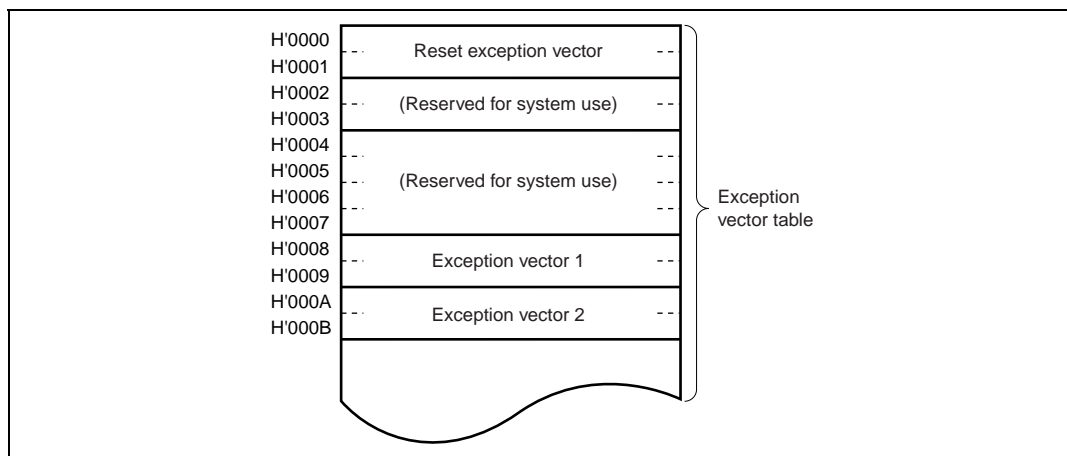 H'0000
Reset exception vector
H'0001
H'0002
(Reserved for system use)
H'0003
H'0004
H'0005
(Reserved for system use)
H'0006
H'0007
H'0008
Exception vector 1
H'0009
H'000A
Exception vector 2
H'000B
Exception
vector table